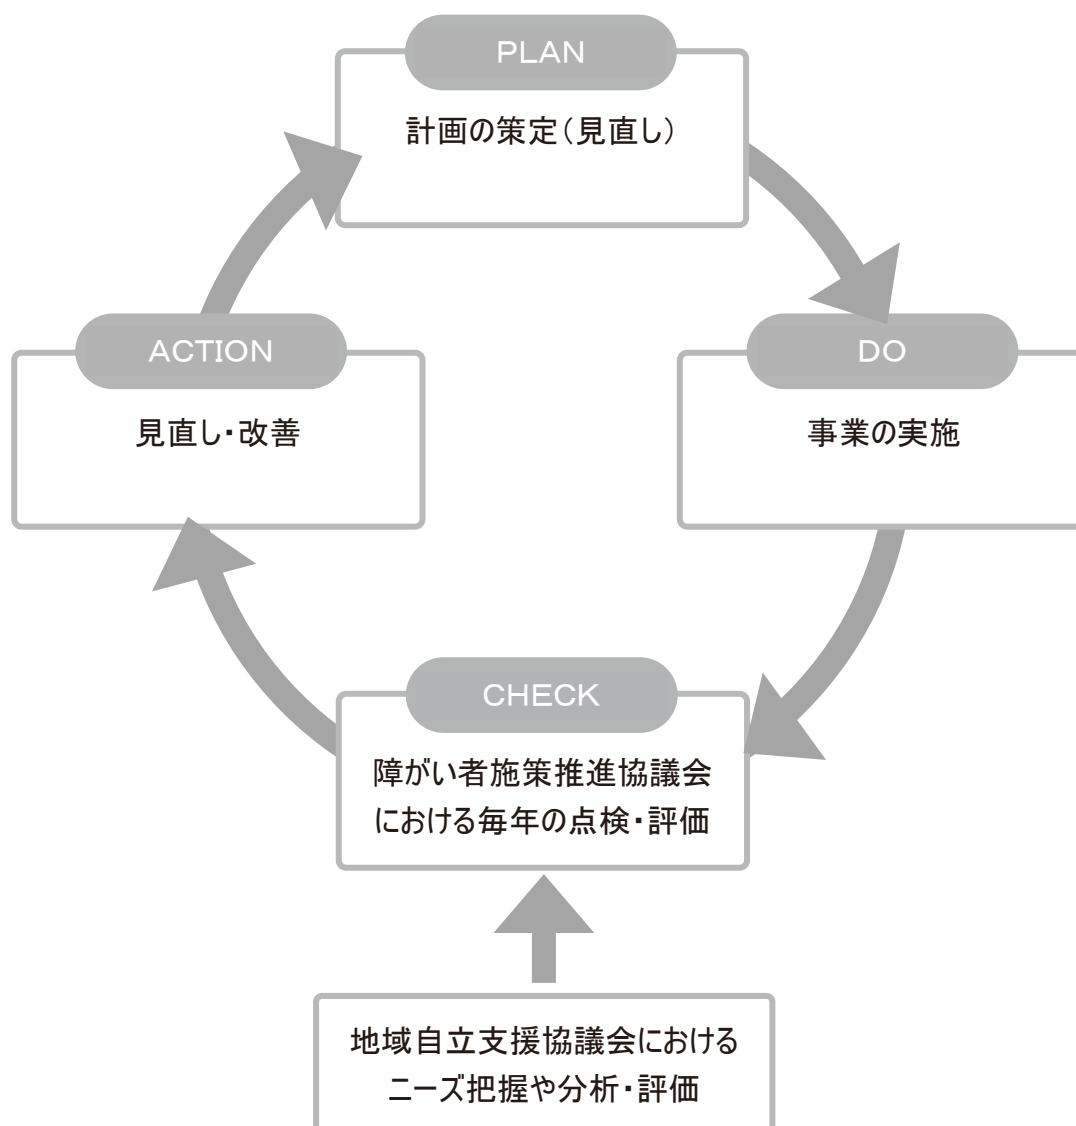 PLAN
計画の策定(見直し)
ACTION
見直し・改善
DO
事業の実施
CHECK
障がい者施策推進協議会
における毎年の点検・評価
地域自立支援協議会における
ニーズ把握や分析・評価